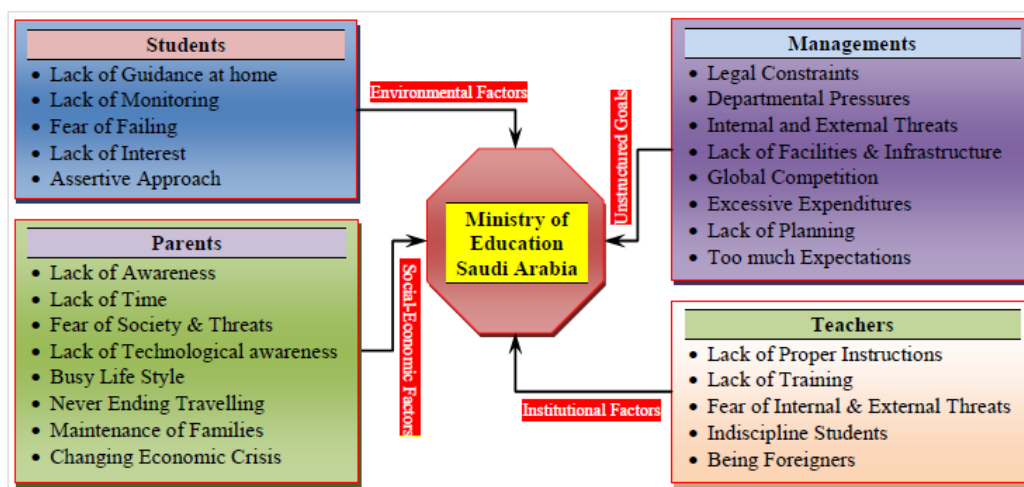 Students
• Lack of Guidance at home
• Lack of Monitoring
• Fear of Failing
• Lack of Interest
• Assertive Approach
Environmental Factors
Parents
• Lack of Awareness
• Lack of Time
• Fear of Society & Threats
• Lack of Technological awareness
• Busy Life Style
• Never Ending Travelling
• Maintenance of Families
• Changing Economic Crisis
Social-Economic Factors
Ministry of
Education
Saudi Arabia
Unstructured Goals
Managements
• Legal Constraints
• Departmental Pressures
• Internal and External Threats
• Lack of Facilities & Infrastructure
• Global Competition
• Excessive Expenditures
• Lack of Planning
• Too much Expectations
Institutional Factors
Teachers
• Lack of Proper Instructions
• Lack of Training
• Fear of Internal & External Threats
• Indiscipline Students
• Being Foreigners